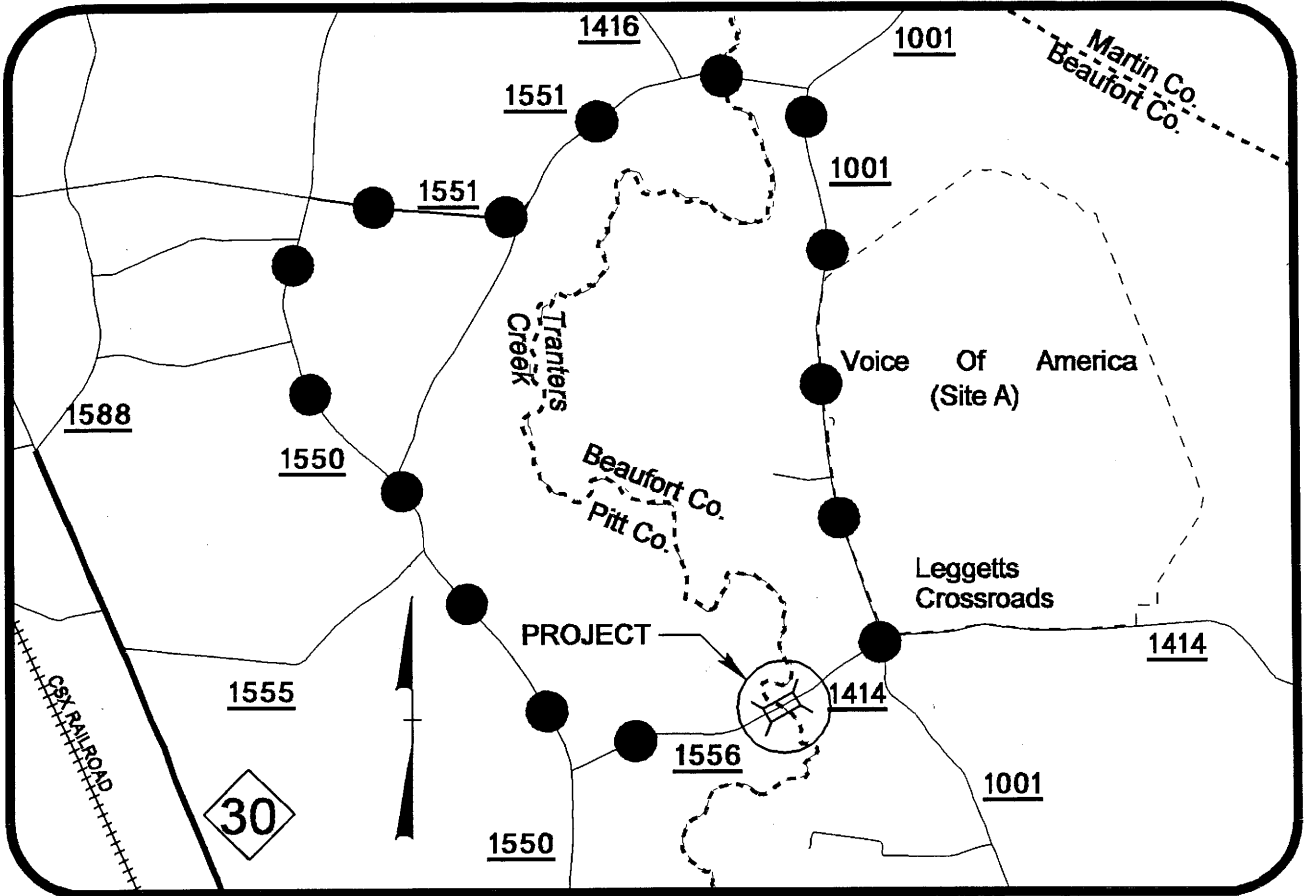 1416
1001
Martin Co.
Beaufort Co.
1551
1001
1551
Tranters
Creek
Voice Of America
(Site A)
1588
1550
Beaufort Co.
Pitt Co.
Leggetts
Crossroads
PROJECT
1414
1555
1414
CSX RAILROAD
1556
1001
30
1550